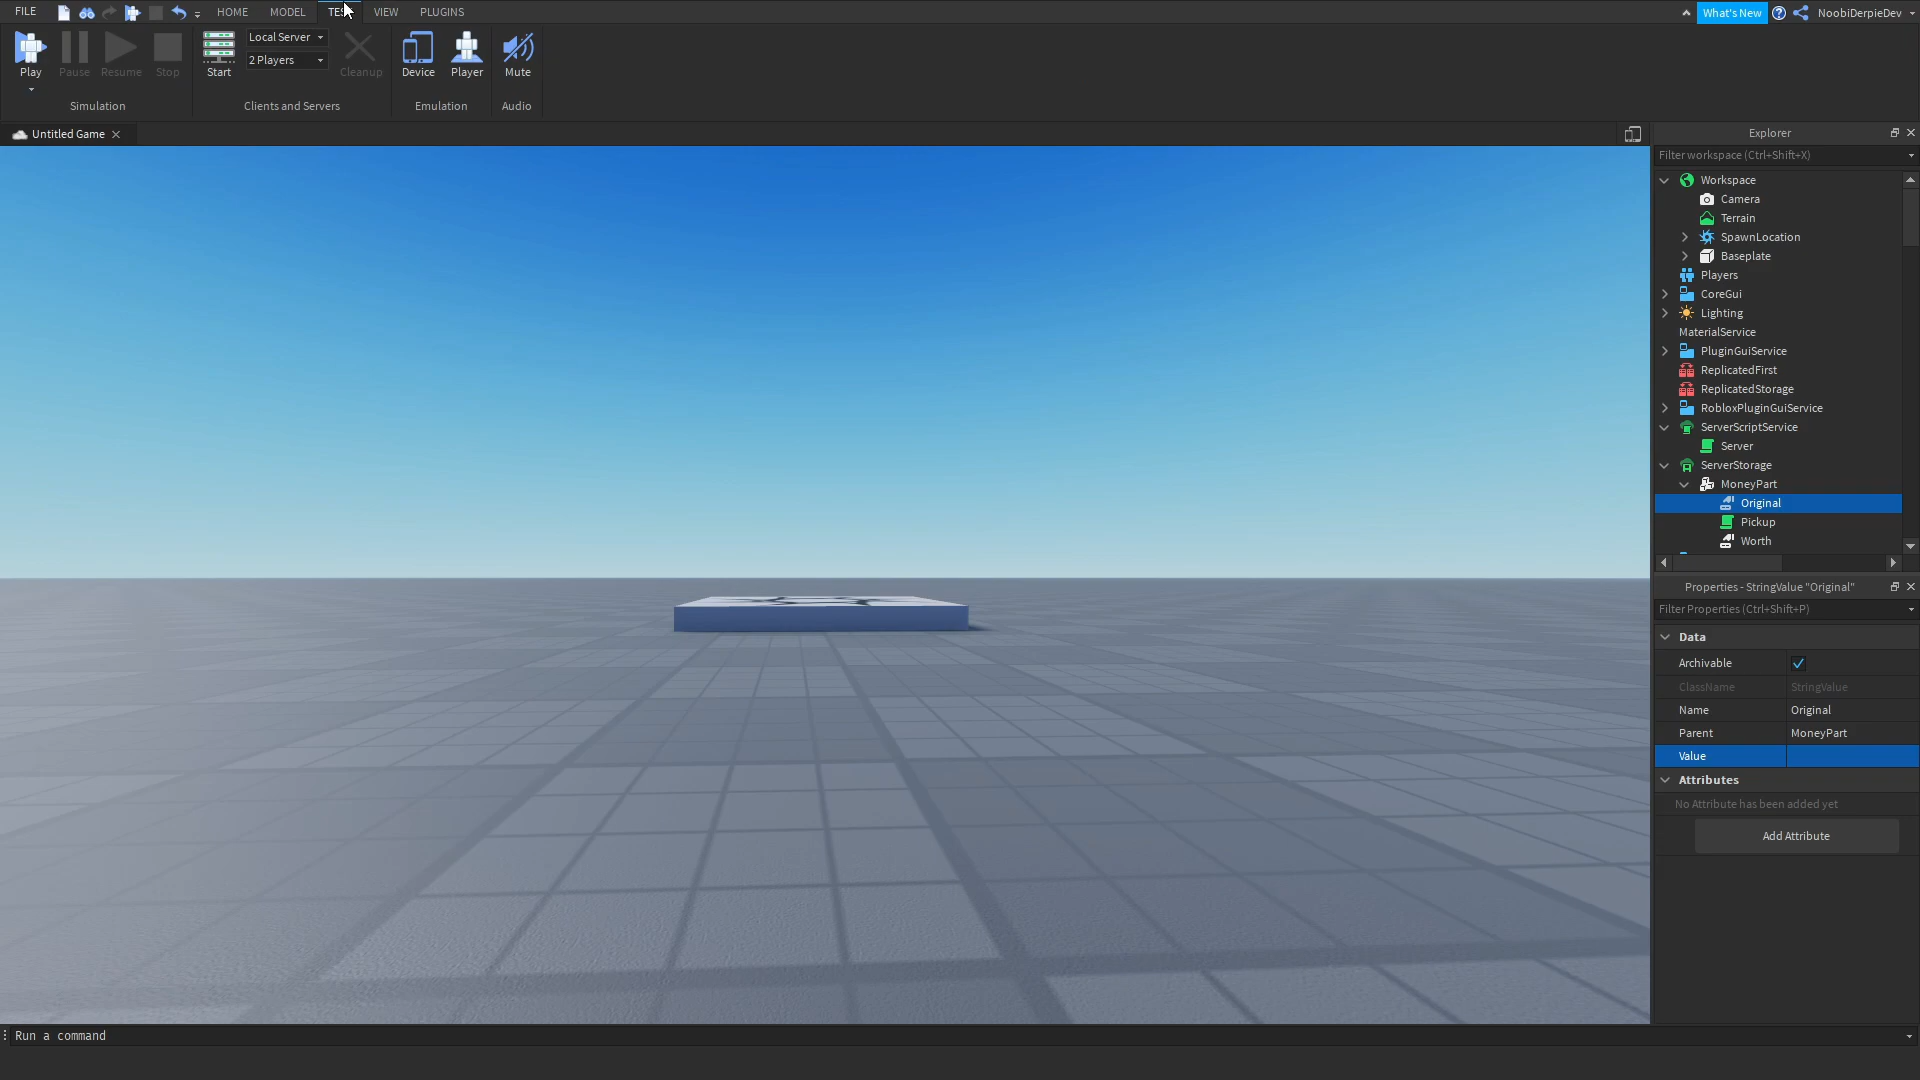 FILE
HOME
MODEL
VIEW
PLUGINS
What's New
NoobiDerpieDev
Play
Pause
Resume
Stop
Start
Local Server
2 Players
Cleanup
Device
Player
Mute
Simulation
Clients and Servers
Emulation
Audio
Untitled Game
Explorer
Filter workspace (Ctrl+Shift+X)
Workspace
Camera
Terrain
SpawnLocation
Baseplate
Players
CoreGui
Lighting
MaterialService
PluginGuiService
ReplicatedFirst
ReplicatedStorage
RobloxPluginGuiService
ServerScriptService
Server
ServerStorage
MoneyPart
Original
Pickup
Worth
Properties - StringValue "Original"
Filter Properties (Ctrl+Shift+P)
Data
Archivable
ClassName StringValue
Name Original
Parent MoneyPart
Value
Attributes
No Attribute has been added yet
Add Attribute
Run a command